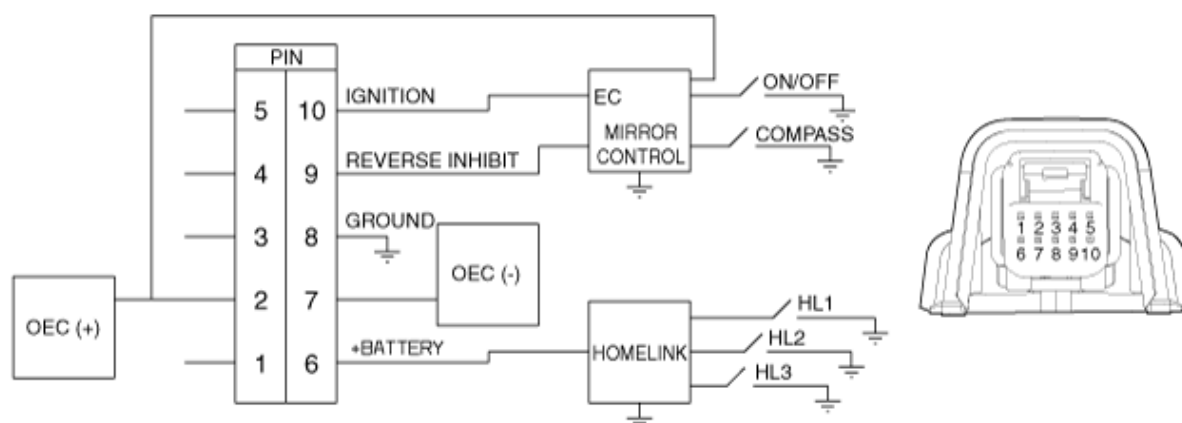 PIN
5 10 IGNITION
4 9 REVERSE INHIBIT
3 8 GROUND
2 7
1 6 +BATTERY
OEC (+)
OEC (-)
EC
MIRROR
CONTROL
ON/OFF
COMPASS
HOMELINK
HL1
HL2
HL3
1 2 3 4 5
6 7 8 9 10